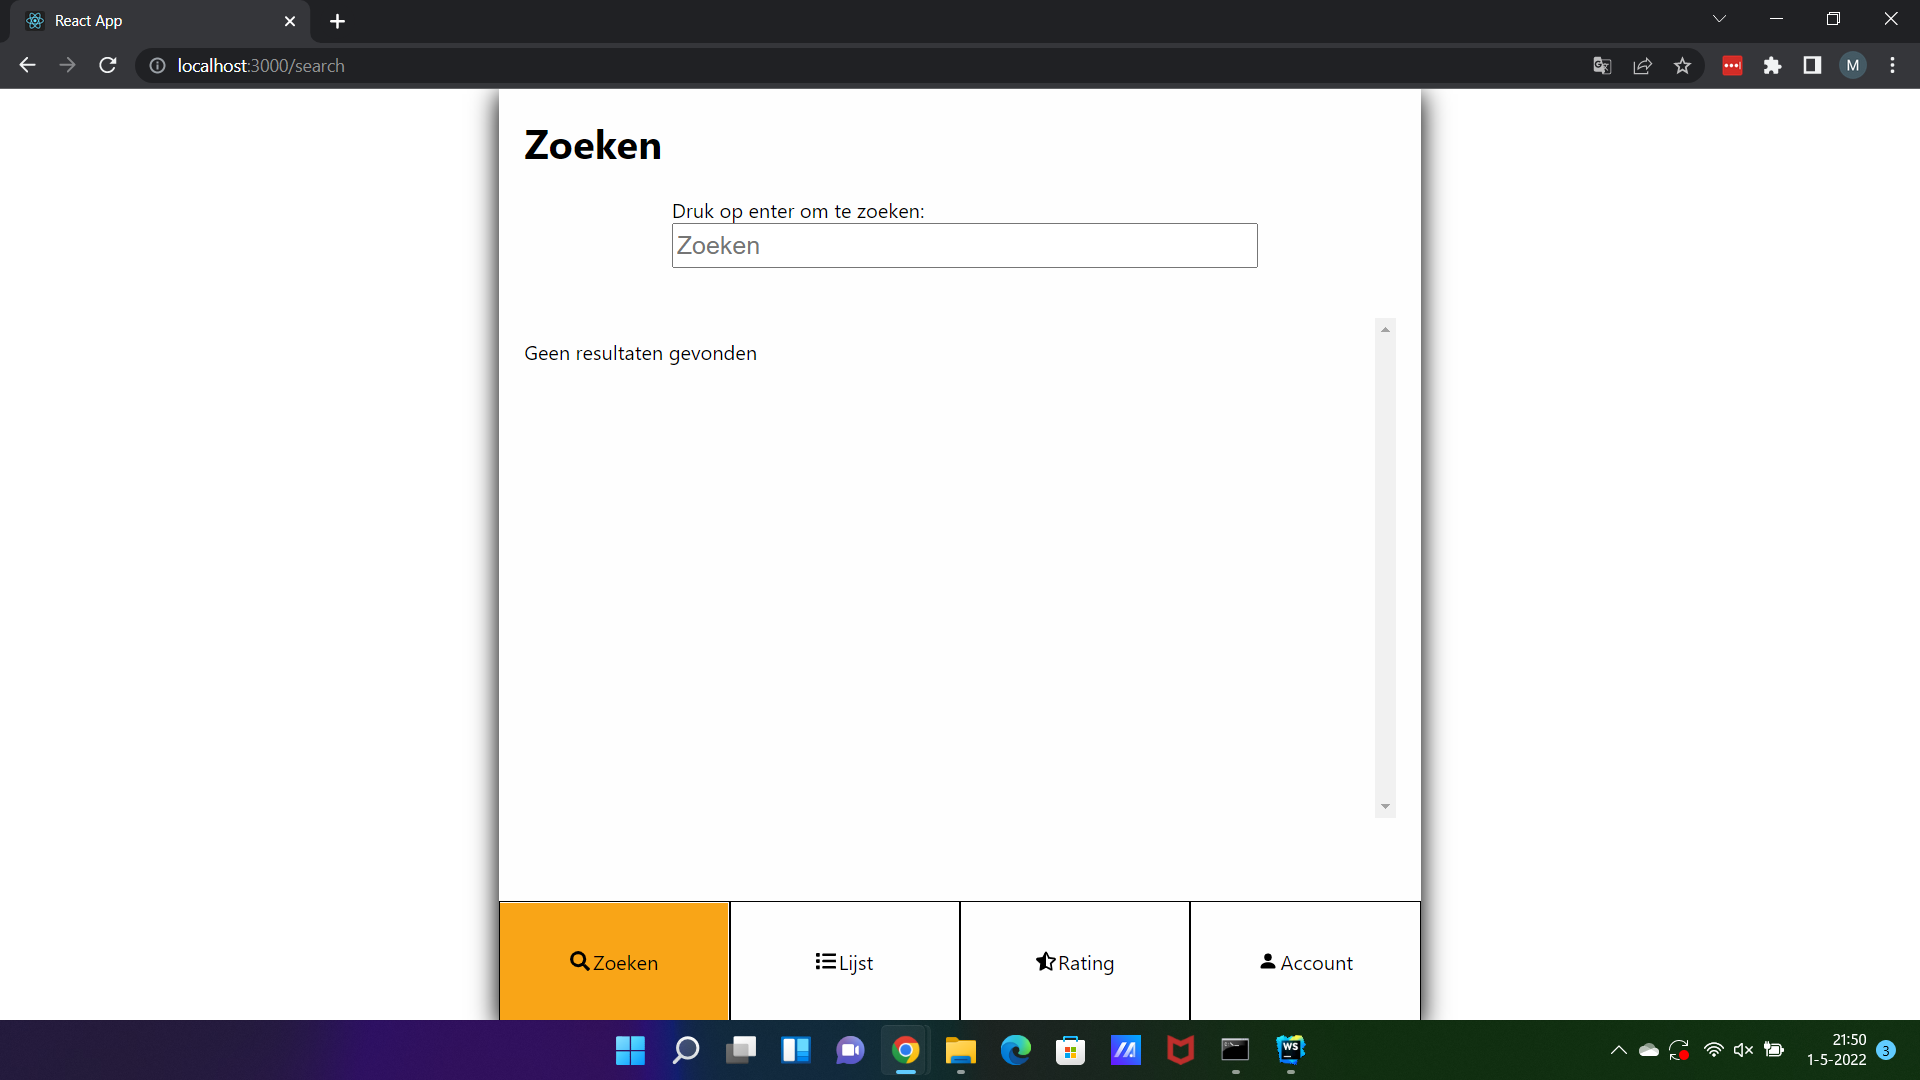 React App
localhost:3000/search
M
Zoeken
Druk op enter om te zoeken:
Zoeken
Geen resultaten gevonden
Zoeken
Lijst
Rating
Account
WS
21:50
1-5-2022
3